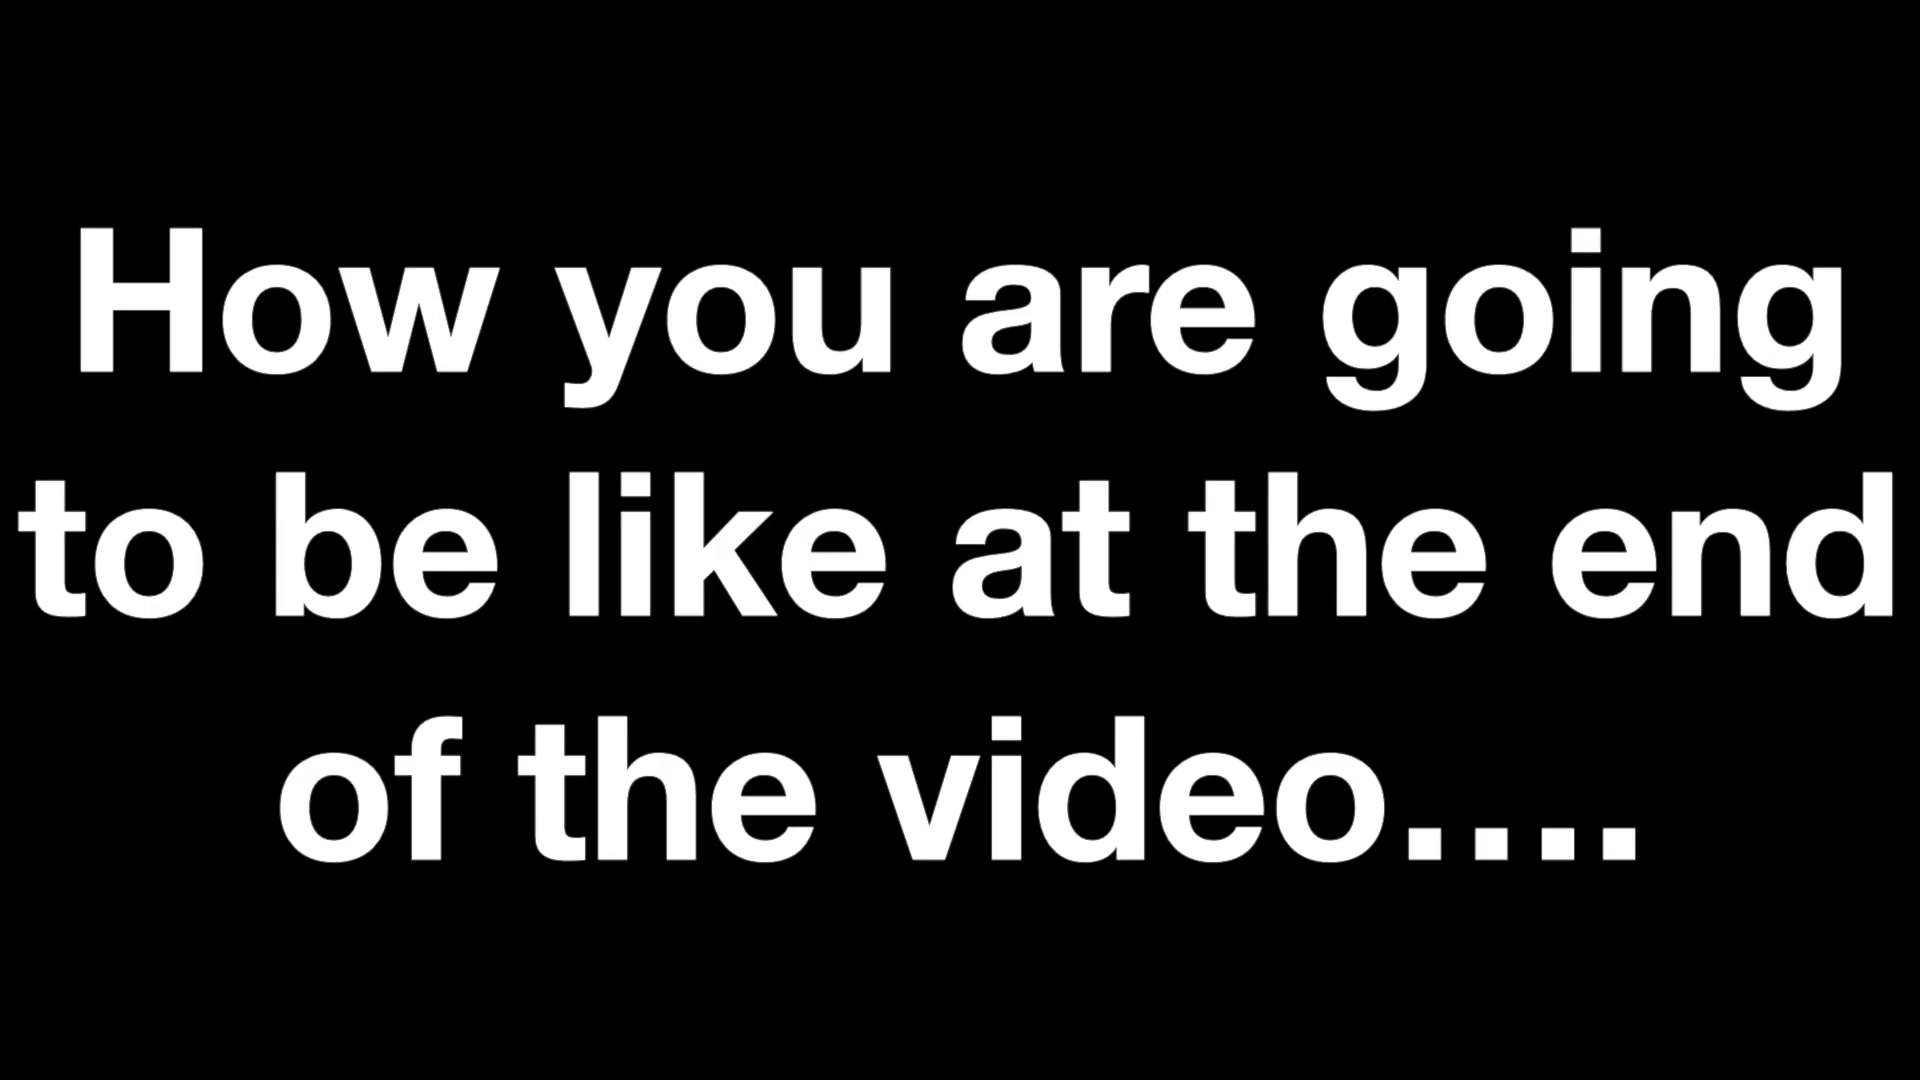 How you are going
to be like at the end
of the video....